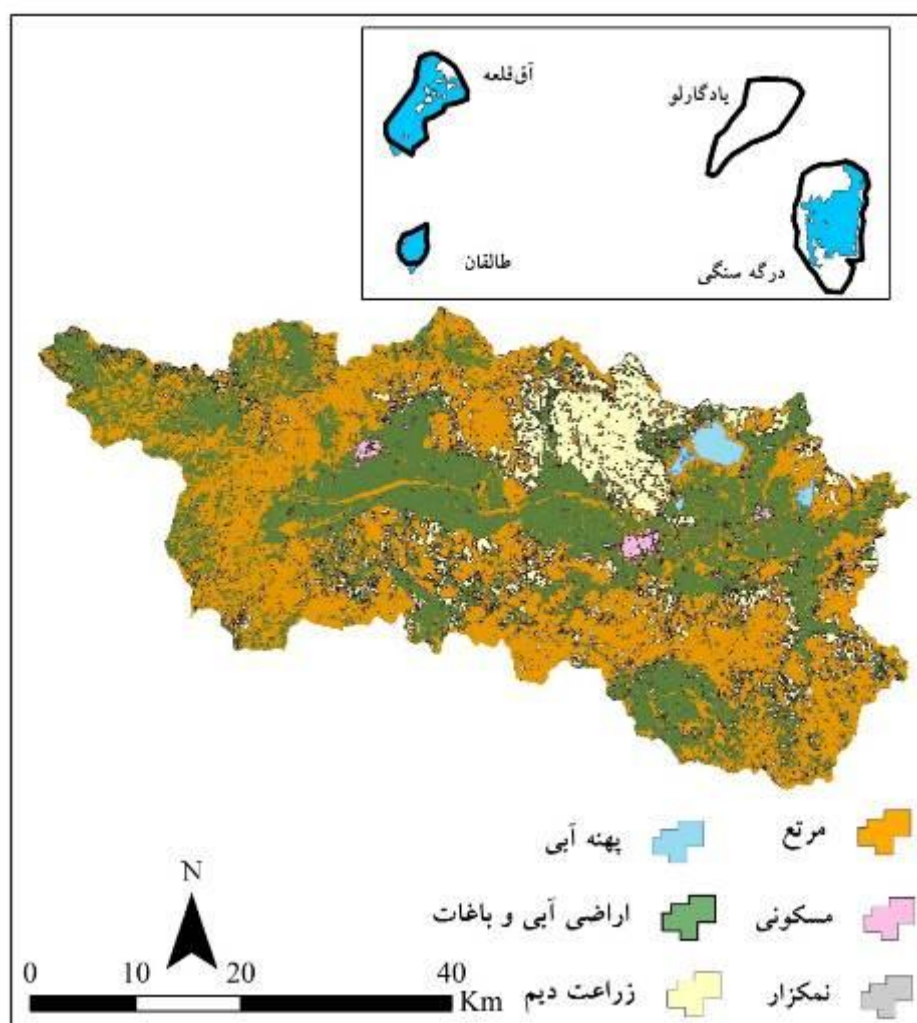 آق‌قلعه
یادگارلو
طالقان
درگه سنگی
مرتع
پهنه آبی
مسکونی
اراضی آبی و باغات
نمکزار
زراعت دیم
N
0 10 20 40
Km